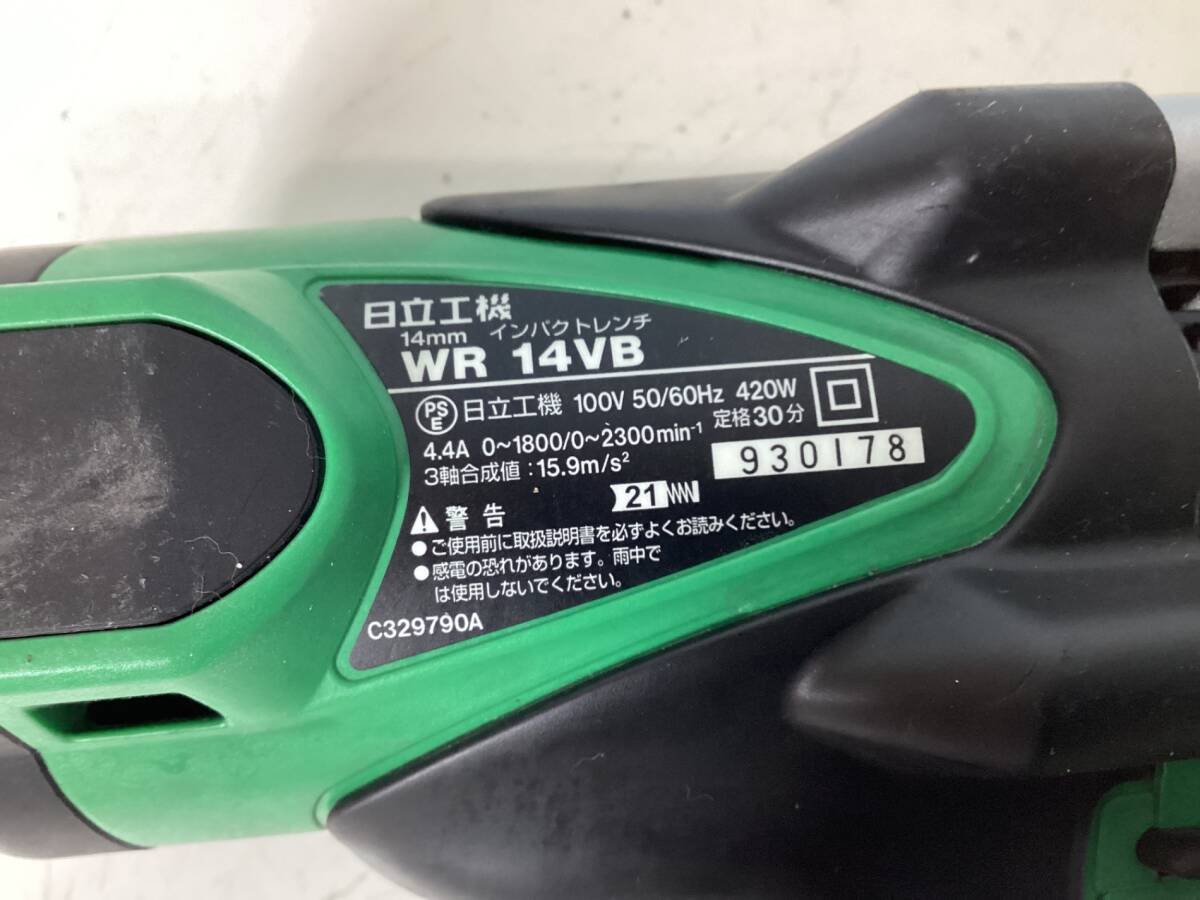 日立工機
14mm インパクトレンチ
WR 14VB
PSE 日立工機 100V 50/60Hz 420W
4.4A 0~1800/0~2300min⁻¹ 定格30分
3軸合成値:15.9m/s²
930178
21
警告
●ご使用前に取扱説明書を必ずよくお読みください。
●感電の恐れがあります。雨中で
は使用しないでください。
C329790A